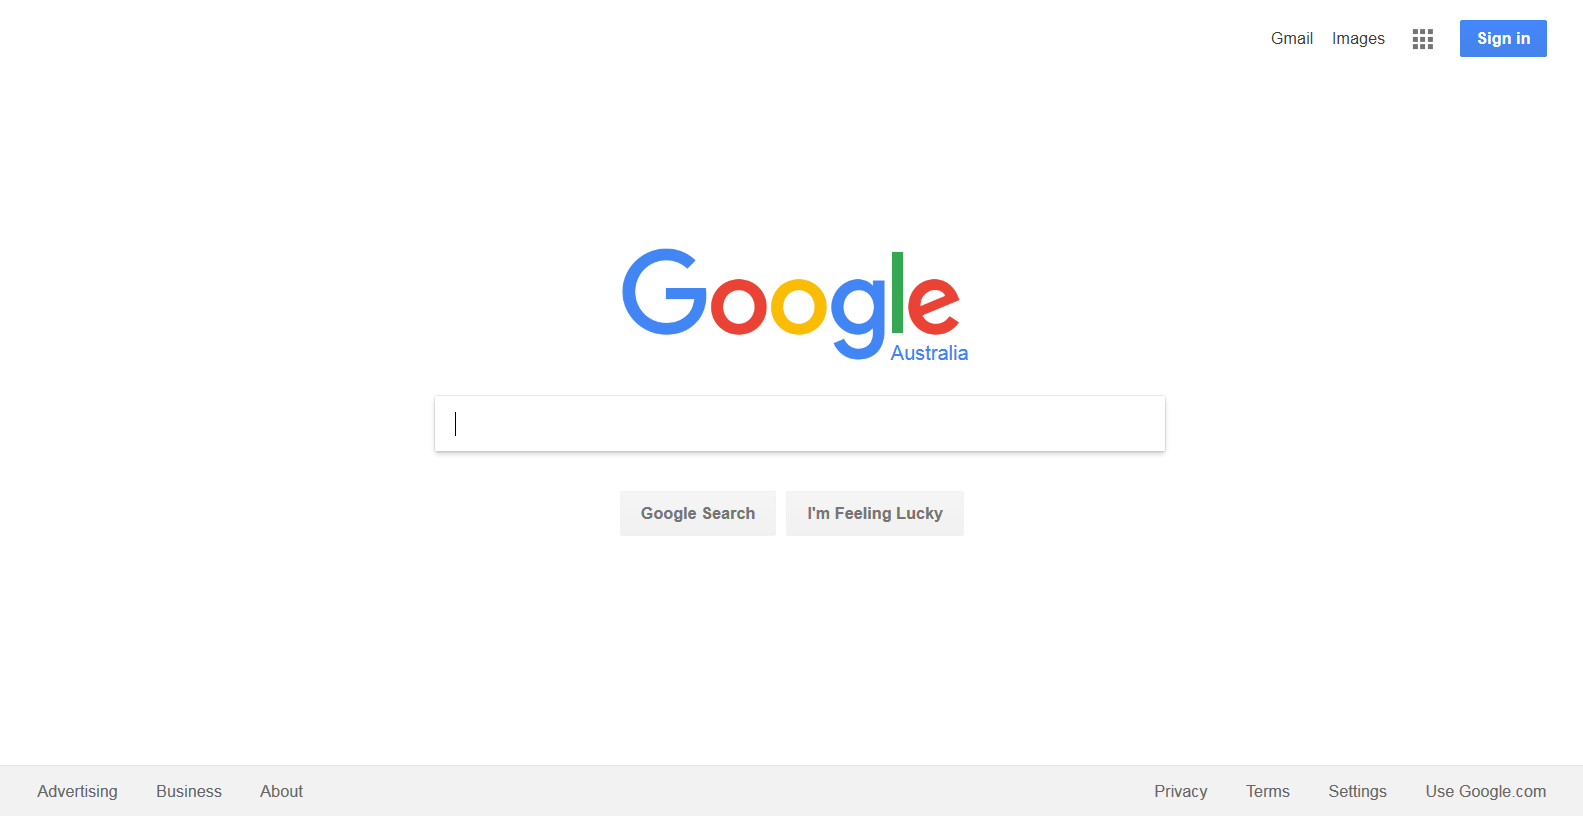 Gmail Images Sign in
Google
Australia
Google Search I'm Feeling Lucky
Advertising Business About Privacy Terms Settings Use Google.com